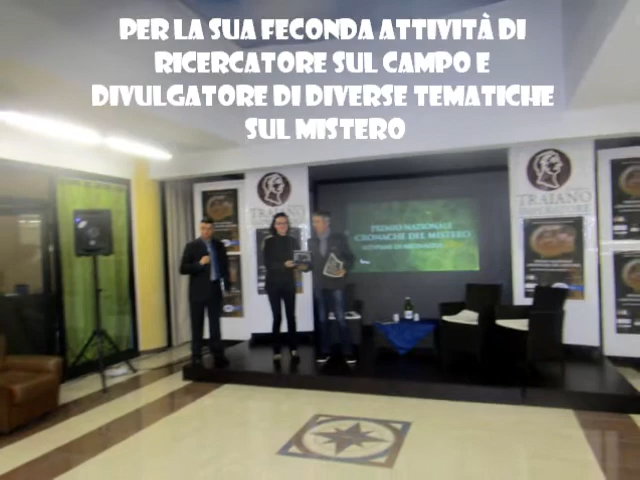 PER LA SUA FECONDA ATTIVITÀ DI
RICERCATORE SUL CAMPO E
DIVULGATORE DI DIVERSE TEMATICHE
SUL MISTERO
TRAIANO
TRAIANO
PREMIO NAZIONALE
CRONACHE DEL MISTERO